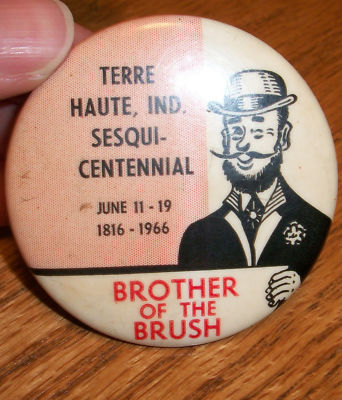 TERRE
HAUTE, IND.
SESQUI-
CENTENNIAL
JUNE 11 - 19
1816 - 1966
BROTHER
OF THE
BRUSH